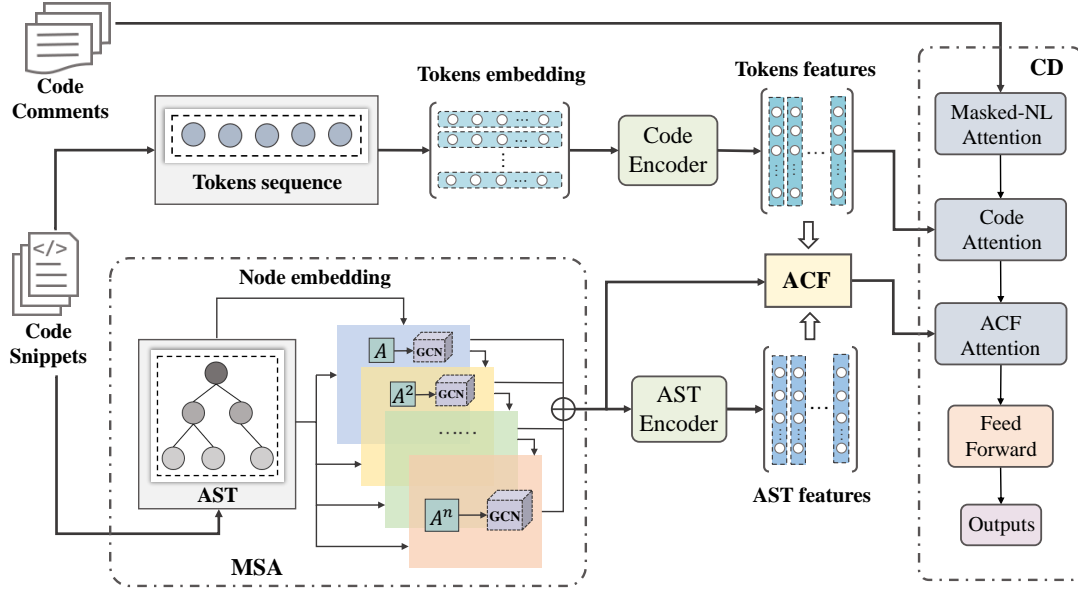 Code
Comments
Tokens sequence
Tokens embedding
Code
Encoder
Tokens features
CD
Masked-NL
Attention
Code
Attention
ACF
Attention
Feed
Forward
Outputs
</>
Code
Snippets
Node embedding
AST
A
GCN
A²
GCN
......
Aⁿ
GCN
MSA
ACF
AST
Encoder
AST features